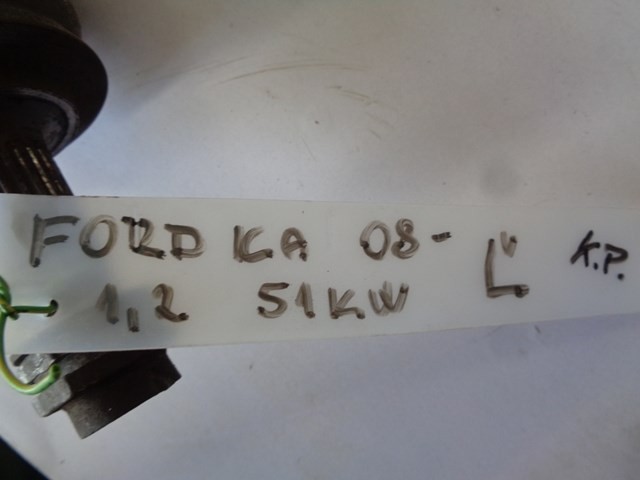 FORD KA 08- L" K.P.
1,2 51KW